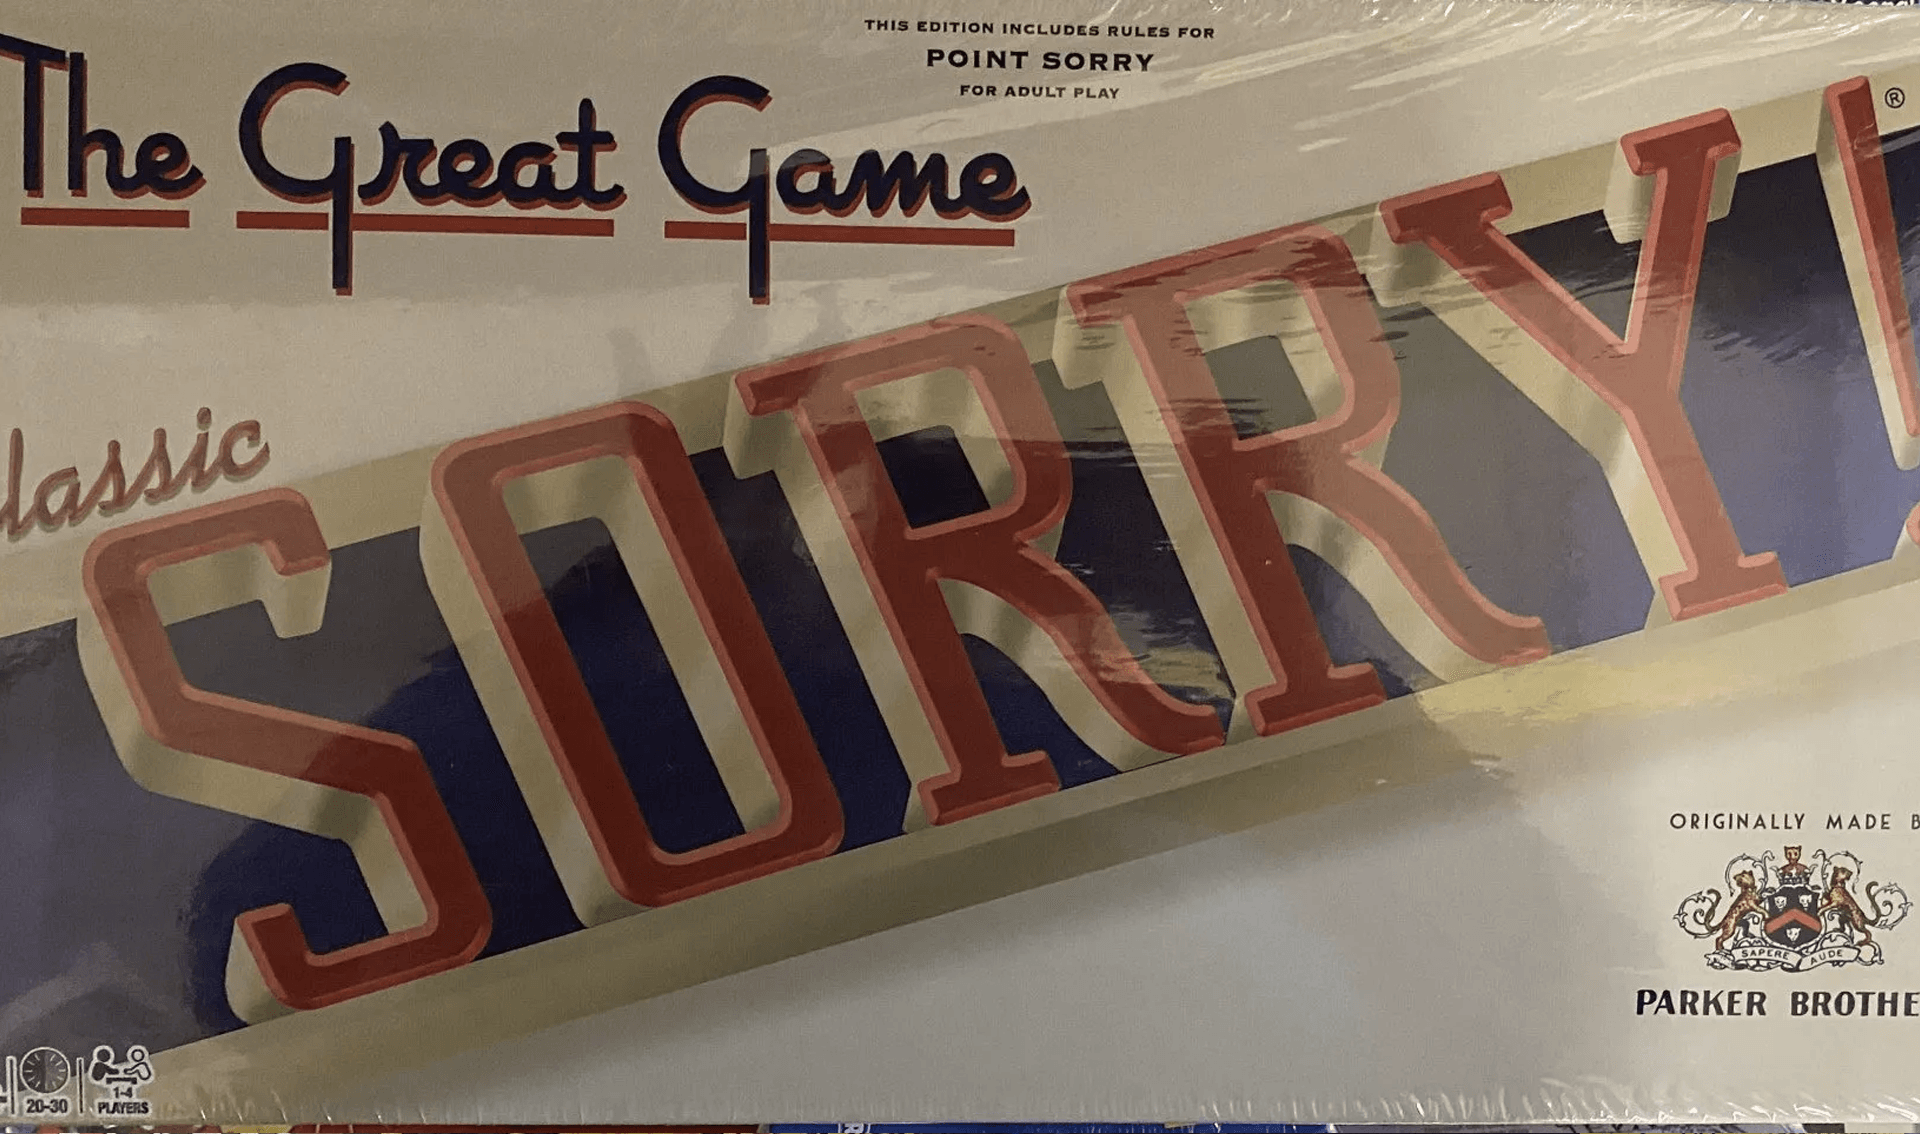 THIS EDITION INCLUDES RULES FOR
POINT SORRY
FOR ADULT PLAY
The Great Game
lassic
SORRY!®
ORIGINALLY MADE B
SAPERE AUDE
PARKER BROTHE
20-30
1-4
PLAYERS